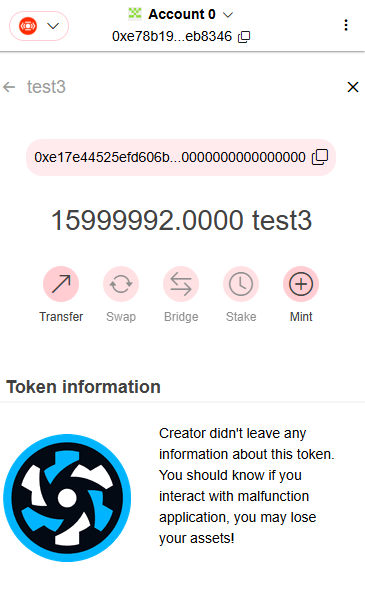 Account 0
0xe78b19...eb8346
test3
0xe17e44525efd606b...0000000000000000
15999992.0000 test3
Transfer
Swap
Bridge
Stake
Mint
Token information
Creator didn't leave any
information about this token.
You should know if you
interact with malfunction
application, you may lose
your assets!